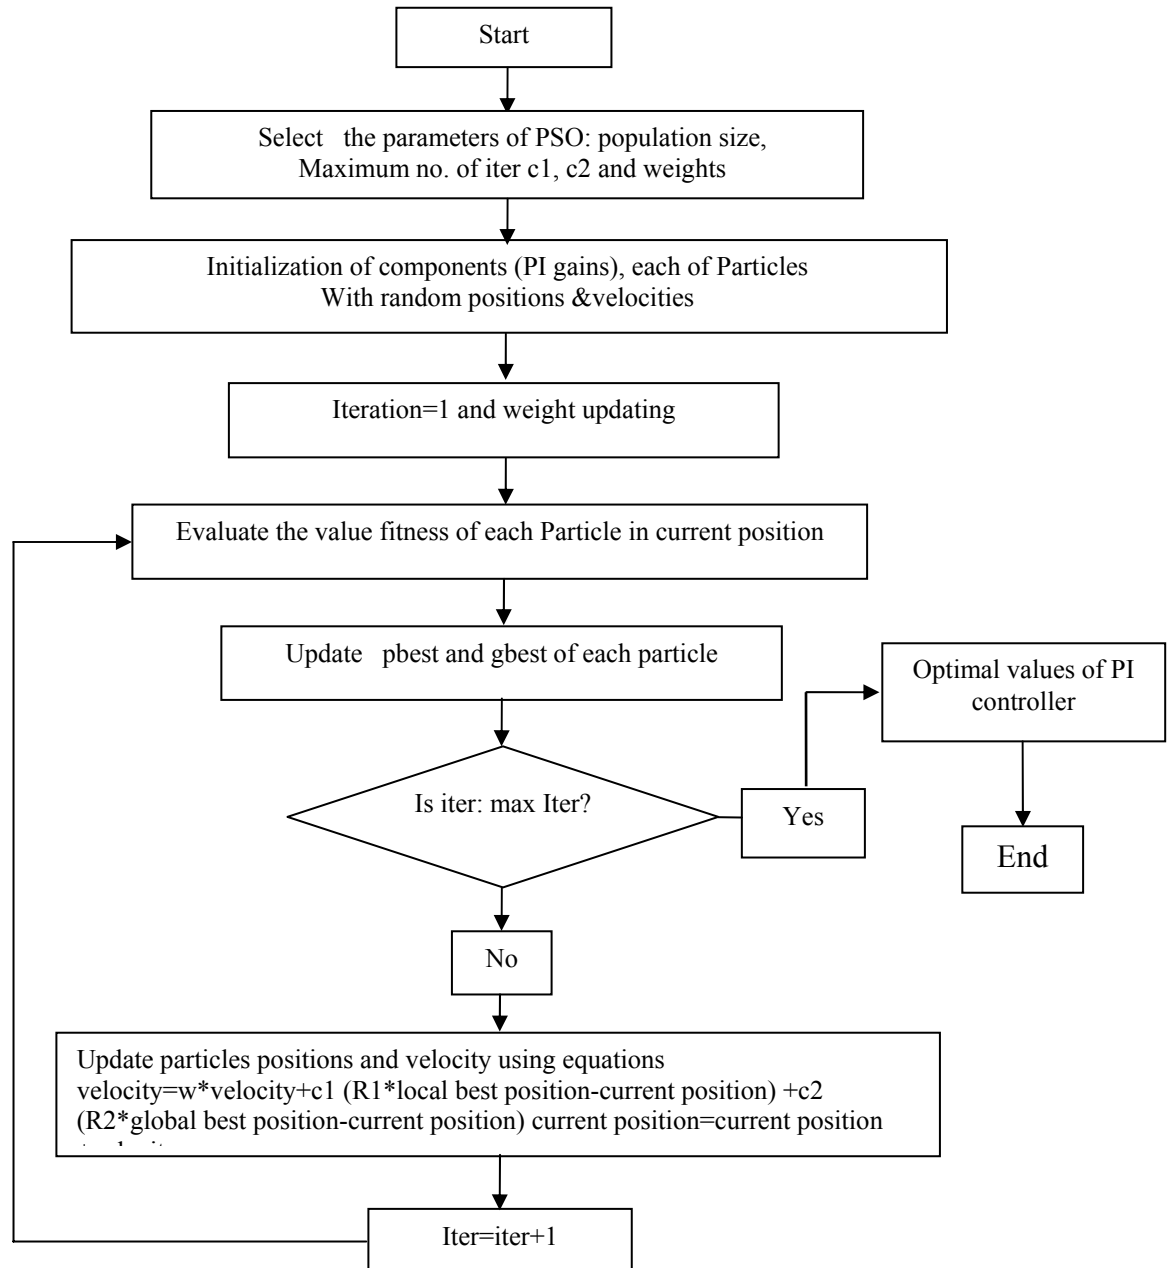 Start
Select the parameters of PSO: population size,
Maximum no. of iter c1, c2 and weights
Initialization of components (PI gains), each of Particles
With random positions &velocities
Iteration=1 and weight updating
Evaluate the value fitness of each Particle in current position
Update pbest and gbest of each particle
Optimal values of PI
controller
Is iter: max Iter?
Yes
End
No
Update particles positions and velocity using equations
velocity=w*velocity+c1 (R1*local best position-current position) +c2
(R2*global best position-current position) current position=current position
Iter=iter+1